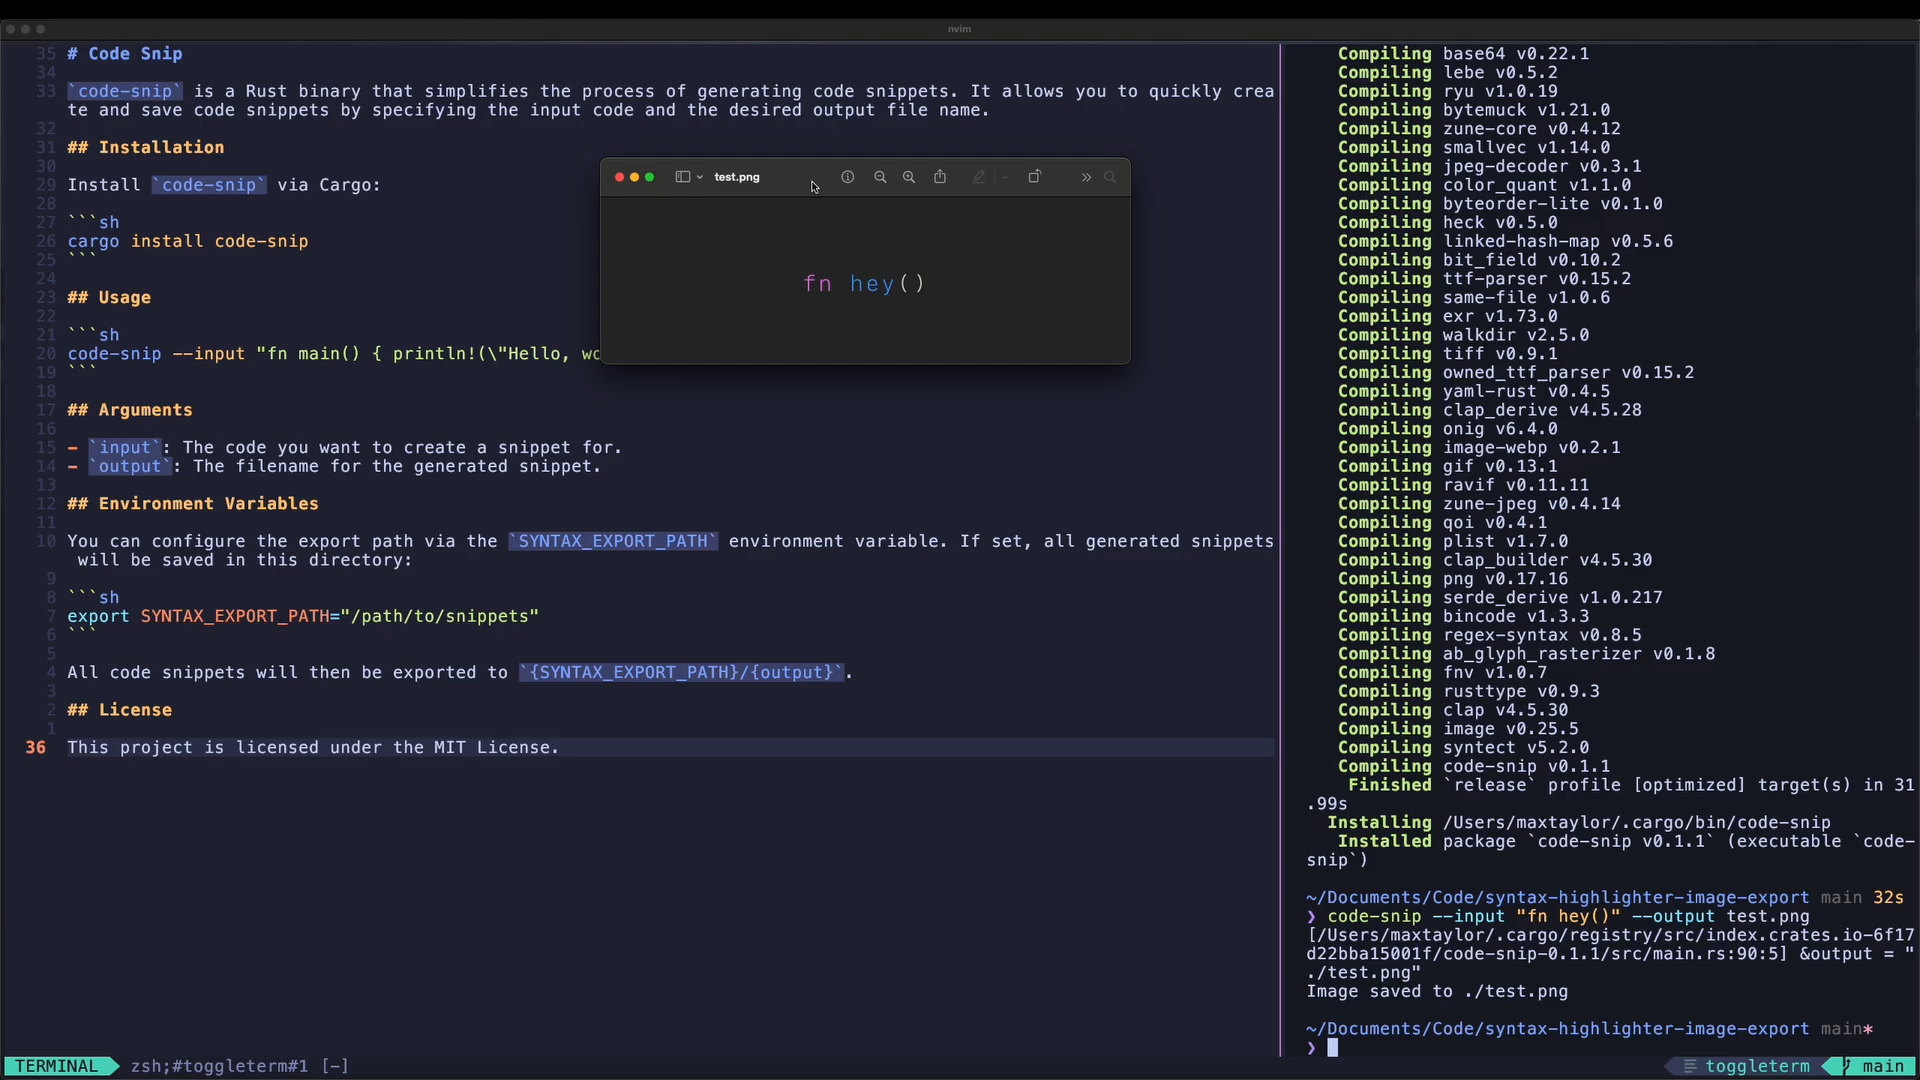 nvim
35 # Code Snip
34
33 `code-snip` is a Rust binary that simplifies the process of generating code snippets. It allows you to quickly crea
te and save code snippets by specifying the input code and the desired output file name.
32
31 ## Installation
30
29 Install `code-snip` via Cargo:
28
27 ```sh
26 cargo install code-snip
25 ```
24
23 ## Usage
22
21 ```sh
20 code-snip --input "fn main() { println!(\"Hello, wo
19 ```
18
17 ## Arguments
16
15 - `input`: The code you want to create a snippet for.
14 - `output`: The filename for the generated snippet.
13
12 ## Environment Variables
11
10 You can configure the export path via the `SYNTAX_EXPORT_PATH` environment variable. If set, all generated snippets
will be saved in this directory:
9
8 ```sh
7 export SYNTAX_EXPORT_PATH="/path/to/snippets"
6 ```
5
4 All code snippets will then be exported to `{SYNTAX_EXPORT_PATH}/{output}`.
3
2 ## License
1
36 This project is licensed under the MIT License.
test.png
fn hey()
Compiling base64 v0.22.1
Compiling lebe v0.5.2
Compiling ryu v1.0.19
Compiling bytemuck v1.21.0
Compiling zune-core v0.4.12
Compiling smallvec v1.14.0
Compiling jpeg-decoder v0.3.1
Compiling color_quant v1.1.0
Compiling byteorder-lite v0.1.0
Compiling heck v0.5.0
Compiling linked-hash-map v0.5.6
Compiling bit_field v0.10.2
Compiling ttf-parser v0.15.2
Compiling same-file v1.0.6
Compiling exr v1.73.0
Compiling walkdir v2.5.0
Compiling tiff v0.9.1
Compiling owned_ttf_parser v0.15.2
Compiling yaml-rust v0.4.5
Compiling clap_derive v4.5.28
Compiling onig v6.4.0
Compiling image-webp v0.2.1
Compiling gif v0.13.1
Compiling ravif v0.11.11
Compiling zune-jpeg v0.4.14
Compiling qoi v0.4.1
Compiling plist v1.7.0
Compiling clap_builder v4.5.30
Compiling png v0.17.16
Compiling serde_derive v1.0.217
Compiling bincode v1.3.3
Compiling regex-syntax v0.8.5
Compiling ab_glyph_rasterizer v0.1.8
Compiling fnv v1.0.7
Compiling rusttype v0.9.3
Compiling clap v4.5.30
Compiling image v0.25.5
Compiling syntect v5.2.0
Compiling code-snip v0.1.1
Finished `release` profile [optimized] target(s) in 31
.99s
Installing /Users/maxtaylor/.cargo/bin/code-snip
Installed package `code-snip v0.1.1` (executable `code-
snip`)
~/Documents/Code/syntax-highlighter-image-export main 32s
❯ code-snip --input "fn hey()" --output test.png
[/Users/maxtaylor/.cargo/registry/src/index.crates.io-6f17
d22bba15001f/code-snip-0.1.1/src/main.rs:90:5] &output = "
./test.png"
Image saved to ./test.png
~/Documents/Code/syntax-highlighter-image-export main*
❯
TERMINAL zsh;#toggleterm#1 [-] toggleterm main